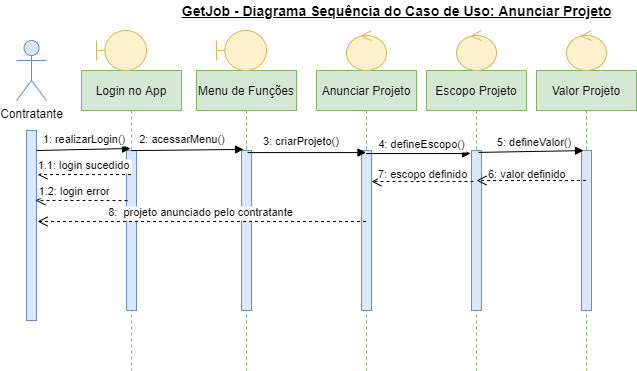 GetJob - Diagrama Sequência do Caso de Uso: Anunciar Projeto
Contratante
Login no App
Menu de Funções
Anunciar Projeto
Escopo Projeto
Valor Projeto
1: realizarLogin()
2: acessarMenu()
3: criarProjeto()
4: defineEscopo()
5: defineValor()
1.1: login sucedido
7: escopo definido
6: valor definido
1.2: login error
8: projeto anunciado pelo contratante